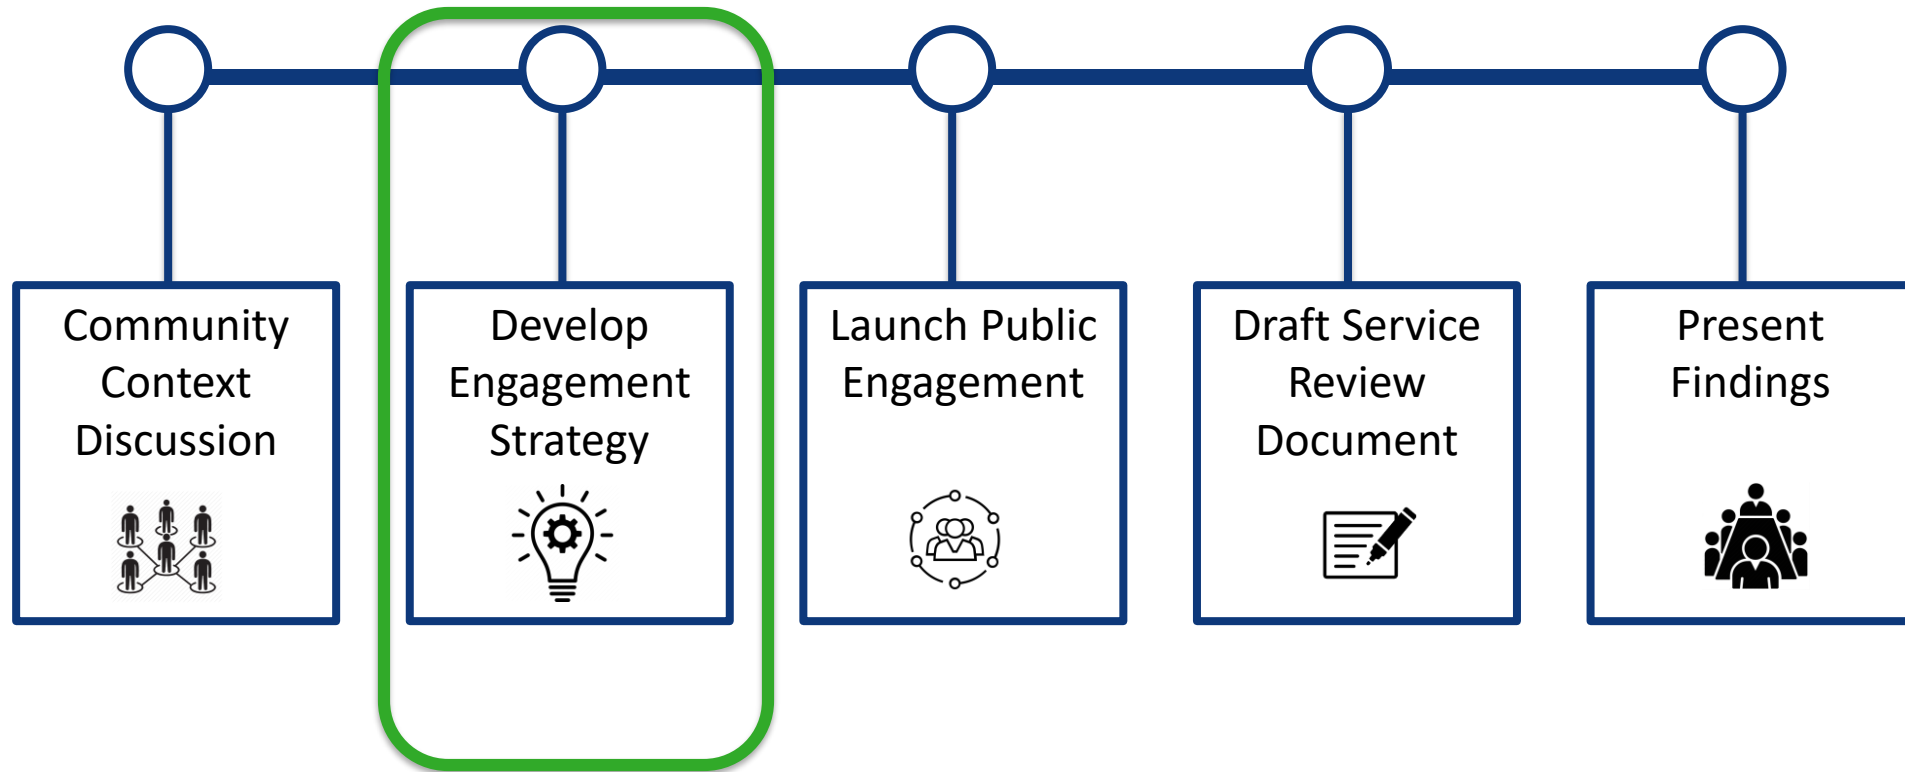 Community
Context
Discussion
Develop
Engagement
Strategy
Launch Public
Engagement
Draft Service
Review
Document
Present
Findings